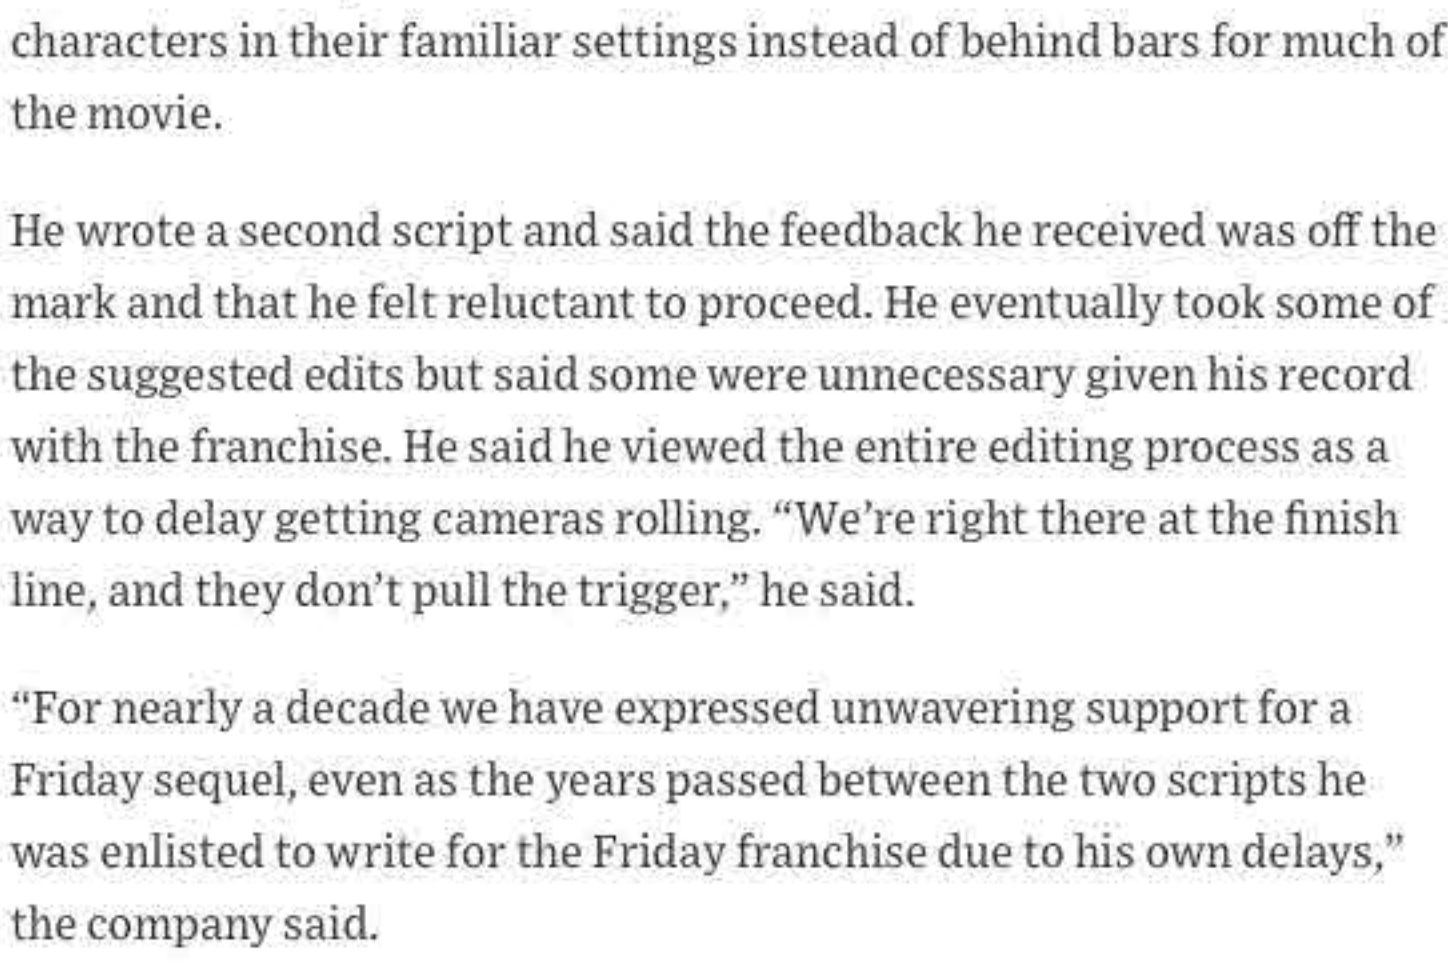 characters in their familiar settings instead of behind bars for much of
the movie.
He wrote a second script and said the feedback he received was off the
mark and that he felt reluctant to proceed. He eventually took some of
the suggested edits but said some were unnecessary given his record
with the franchise. He said he viewed the entire editing process as a
way to delay getting cameras rolling. “We’re right there at the finish
line, and they don’t pull the trigger,” he said.
“For nearly a decade we have expressed unwavering support for a
Friday sequel, even as the years passed between the two scripts he
was enlisted to write for the Friday franchise due to his own delays,”
the company said.